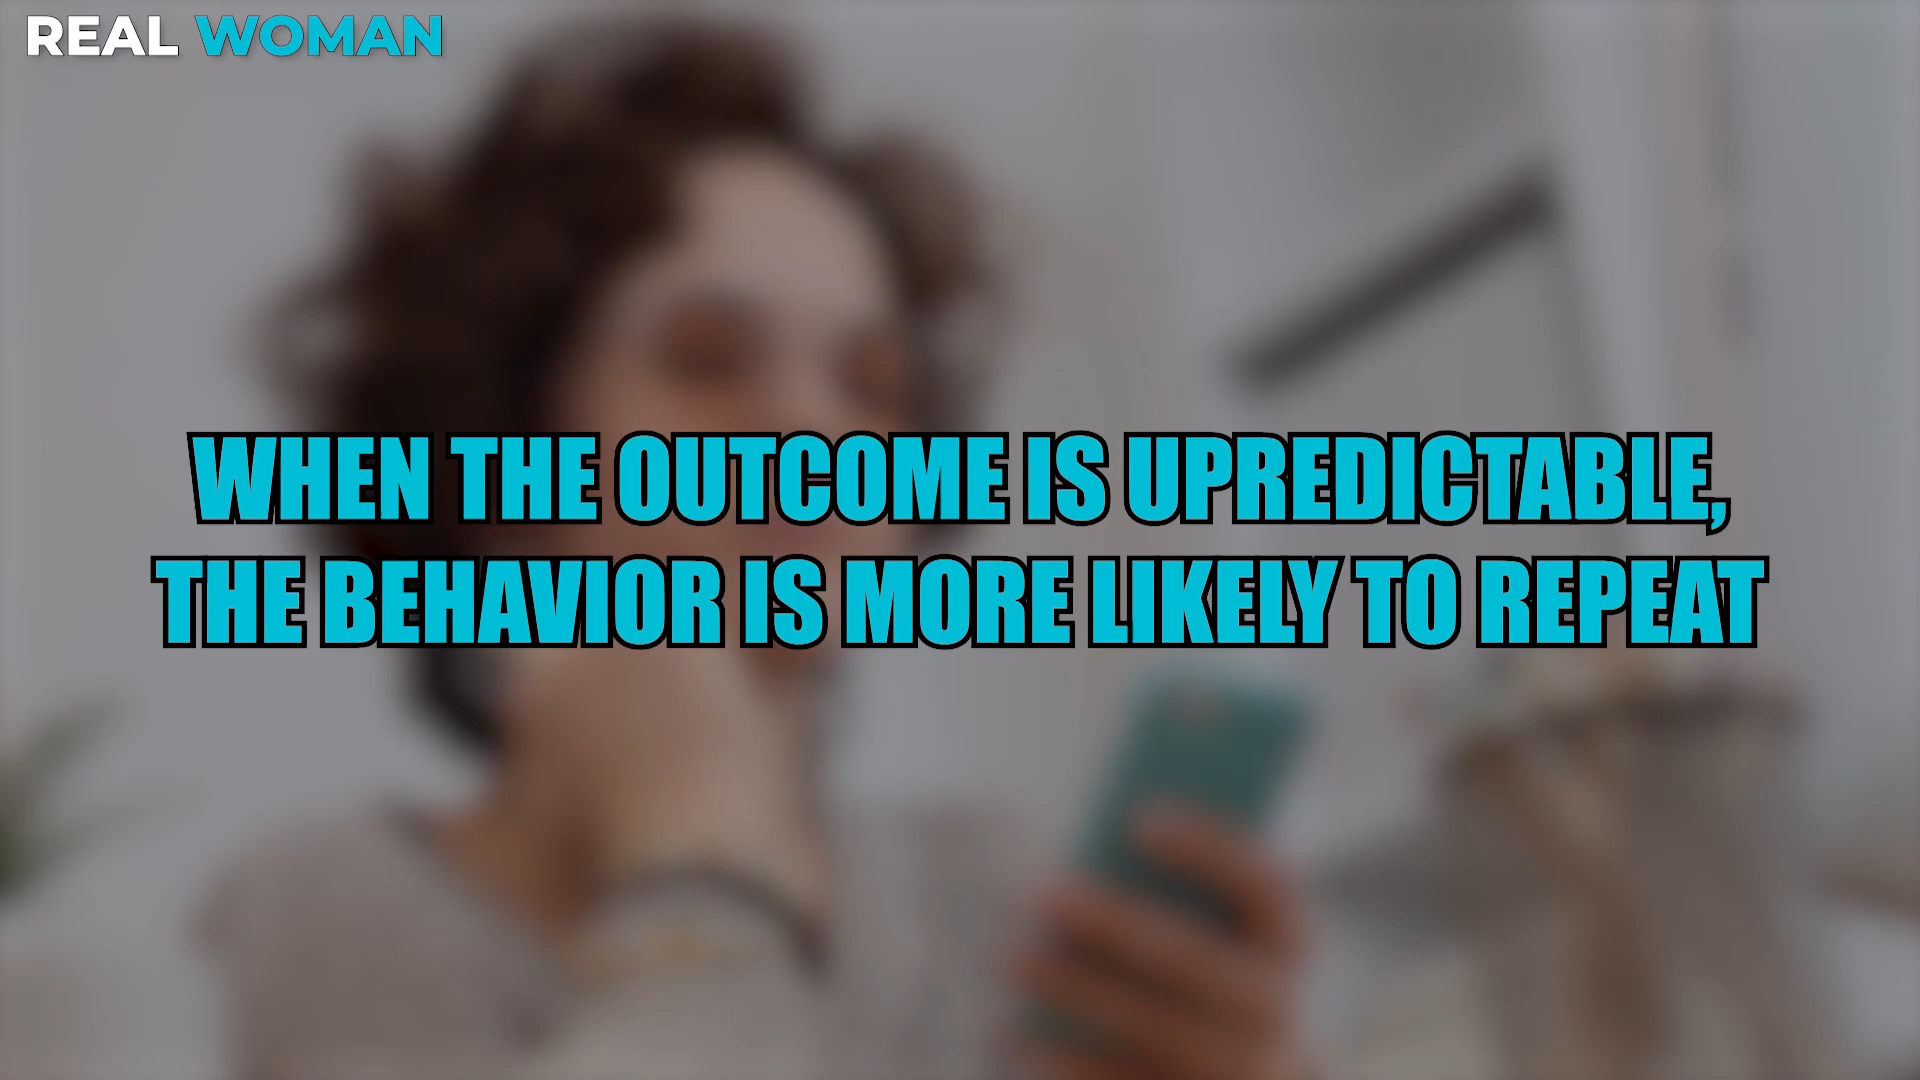 REAL WOMAN
WHEN THE OUTCOME IS UPREDICTABLE,
THE BEHAVIOR IS MORE LIKELY TO REPEAT